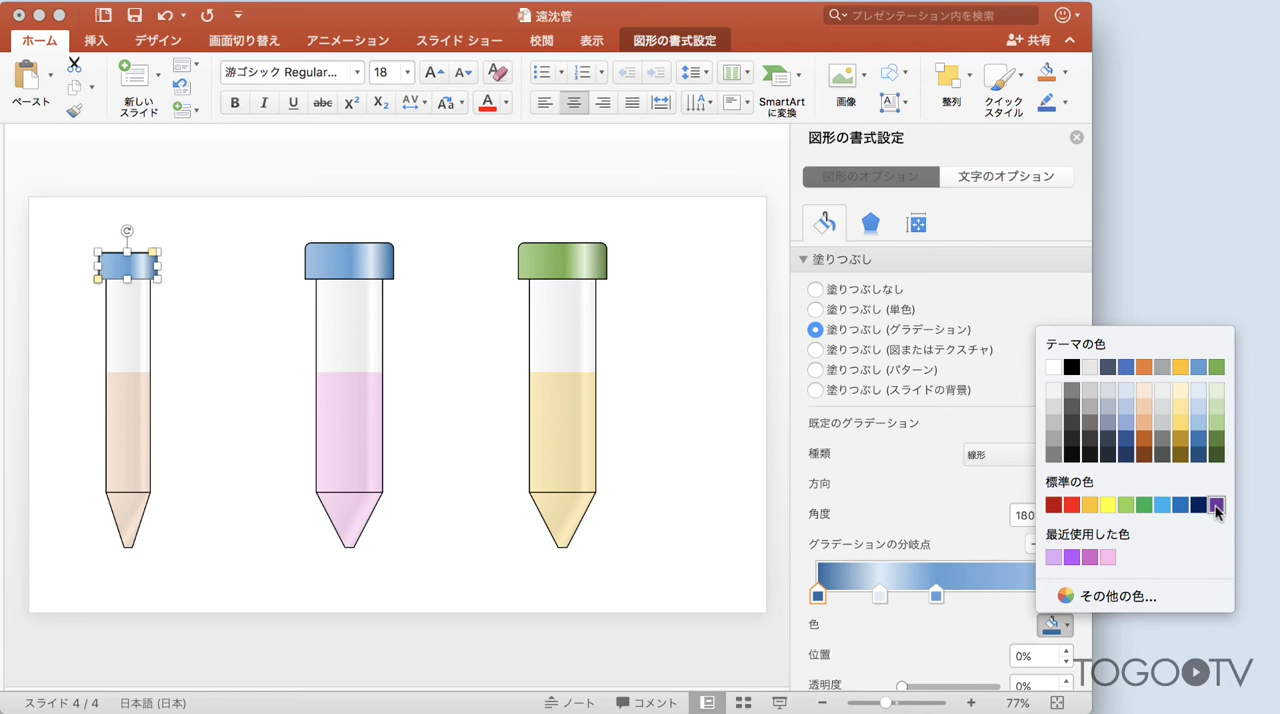 遠沈管
プレゼンテーション内を検索
ホーム 挿入 デザイン 画面切り替え アニメーション スライド ショー 校閲 表示 図形の書式設定 共有
ペースト
新しい
スライド
游ゴシック Regular... 18
B I U abc X² X₂ AV Aa A
SmartArt
に変換
画像
整列
クイック
スタイル
図形の書式設定
図形のオプション 文字のオプション
塗りつぶし
塗りつぶしなし
塗りつぶし (単色)
塗りつぶし (グラデーション)
塗りつぶし (図またはテクスチャ)
塗りつぶし (パターン)
塗りつぶし (スライドの背景)
既定のグラデーション
種類 線形
方向
角度 180
グラデーションの分岐点
色
位置 0%
透明度 0%
テーマの色
標準の色
最近使用した色
その他の色...
TOGO TV
スライド 4 / 4 日本語 (日本) ノート コメント 77%